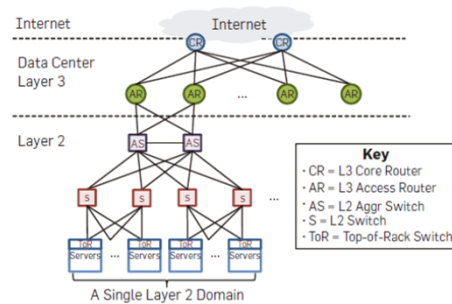 Internet
Internet
CR
CR
Data Center
Layer 3
AR
AR
...
AR
AR
Layer 2
AS
AS
Key
· CR = L3 Core Router
· AR = L3 Access Router
· AS = L2 Aggr Switch
· S = L2 Switch
· ToR = Top-of-Rack Switch
S
S
S
S
...
ToR
Servers
...
ToR
Servers
ToR
Servers
...
ToR
Servers
A Single Layer 2 Domain